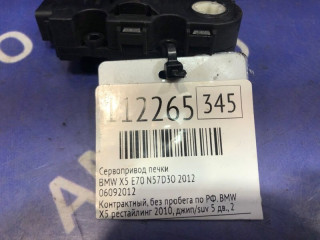 112265 345
Сервопривод печки
BMW X5 E70 N57D30 2012
06092012
Контрактный, без пробега по РФ. BMW
X5 рестайлинг 2010, джип/suv 5 дв., 2